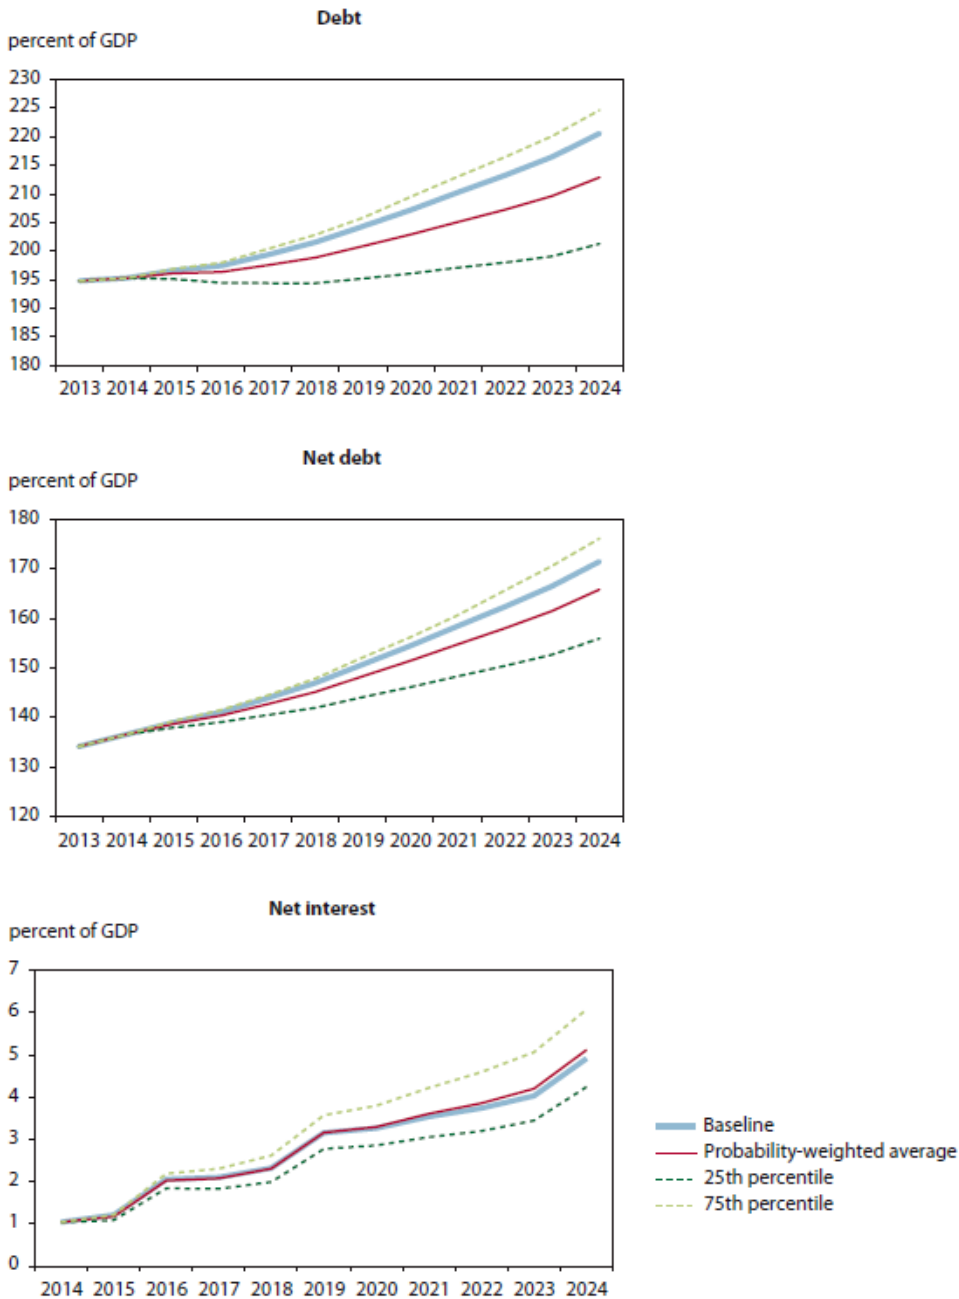 Debt
percent of GDP
230
225
220
215
210
205
200
195
190
185
180
2013 2014 2015 2016 2017 2018 2019 2020 2021 2022 2023 2024
Net debt
percent of GDP
180
170
160
150
140
130
120
2013 2014 2015 2016 2017 2018 2019 2020 2021 2022 2023 2024
Net interest
percent of GDP
7
6
5
4
3
2
1
0
2014 2015 2016 2017 2018 2019 2020 2021 2022 2023 2024
Baseline
Probability-weighted average
25th percentile
75th percentile